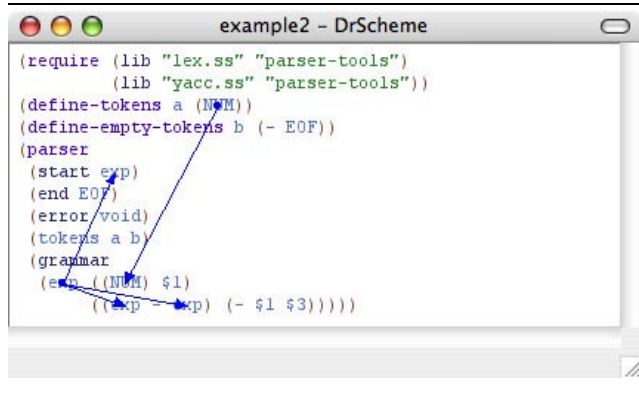 example2 - DrScheme
(require (lib "lex.ss" "parser-tools")
(lib "yacc.ss" "parser-tools"))
(define-tokens a (NUM))
(define-empty-tokens b (- EOF))
(parser
(start exp)
(end EOF)
(error void)
(tokens a b)
(grammar
(exp ((NUM) $1)
((exp - exp) (- $1 $3)))))